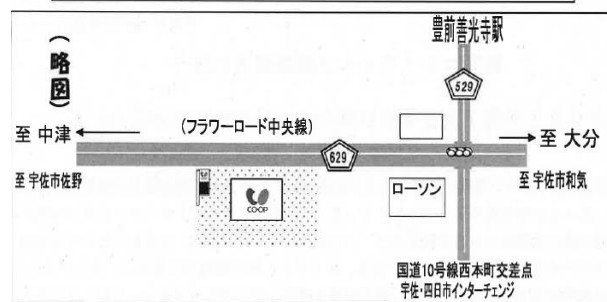 豊前善光寺駅
(略図)
529
至 中津
(フラワーロード中央線)
至 大分
629
至 宇佐市佐野
至 宇佐市和気
CO・OP
ローソン
国道10号線西本町交差点
宇佐・四日市インターチェンジ